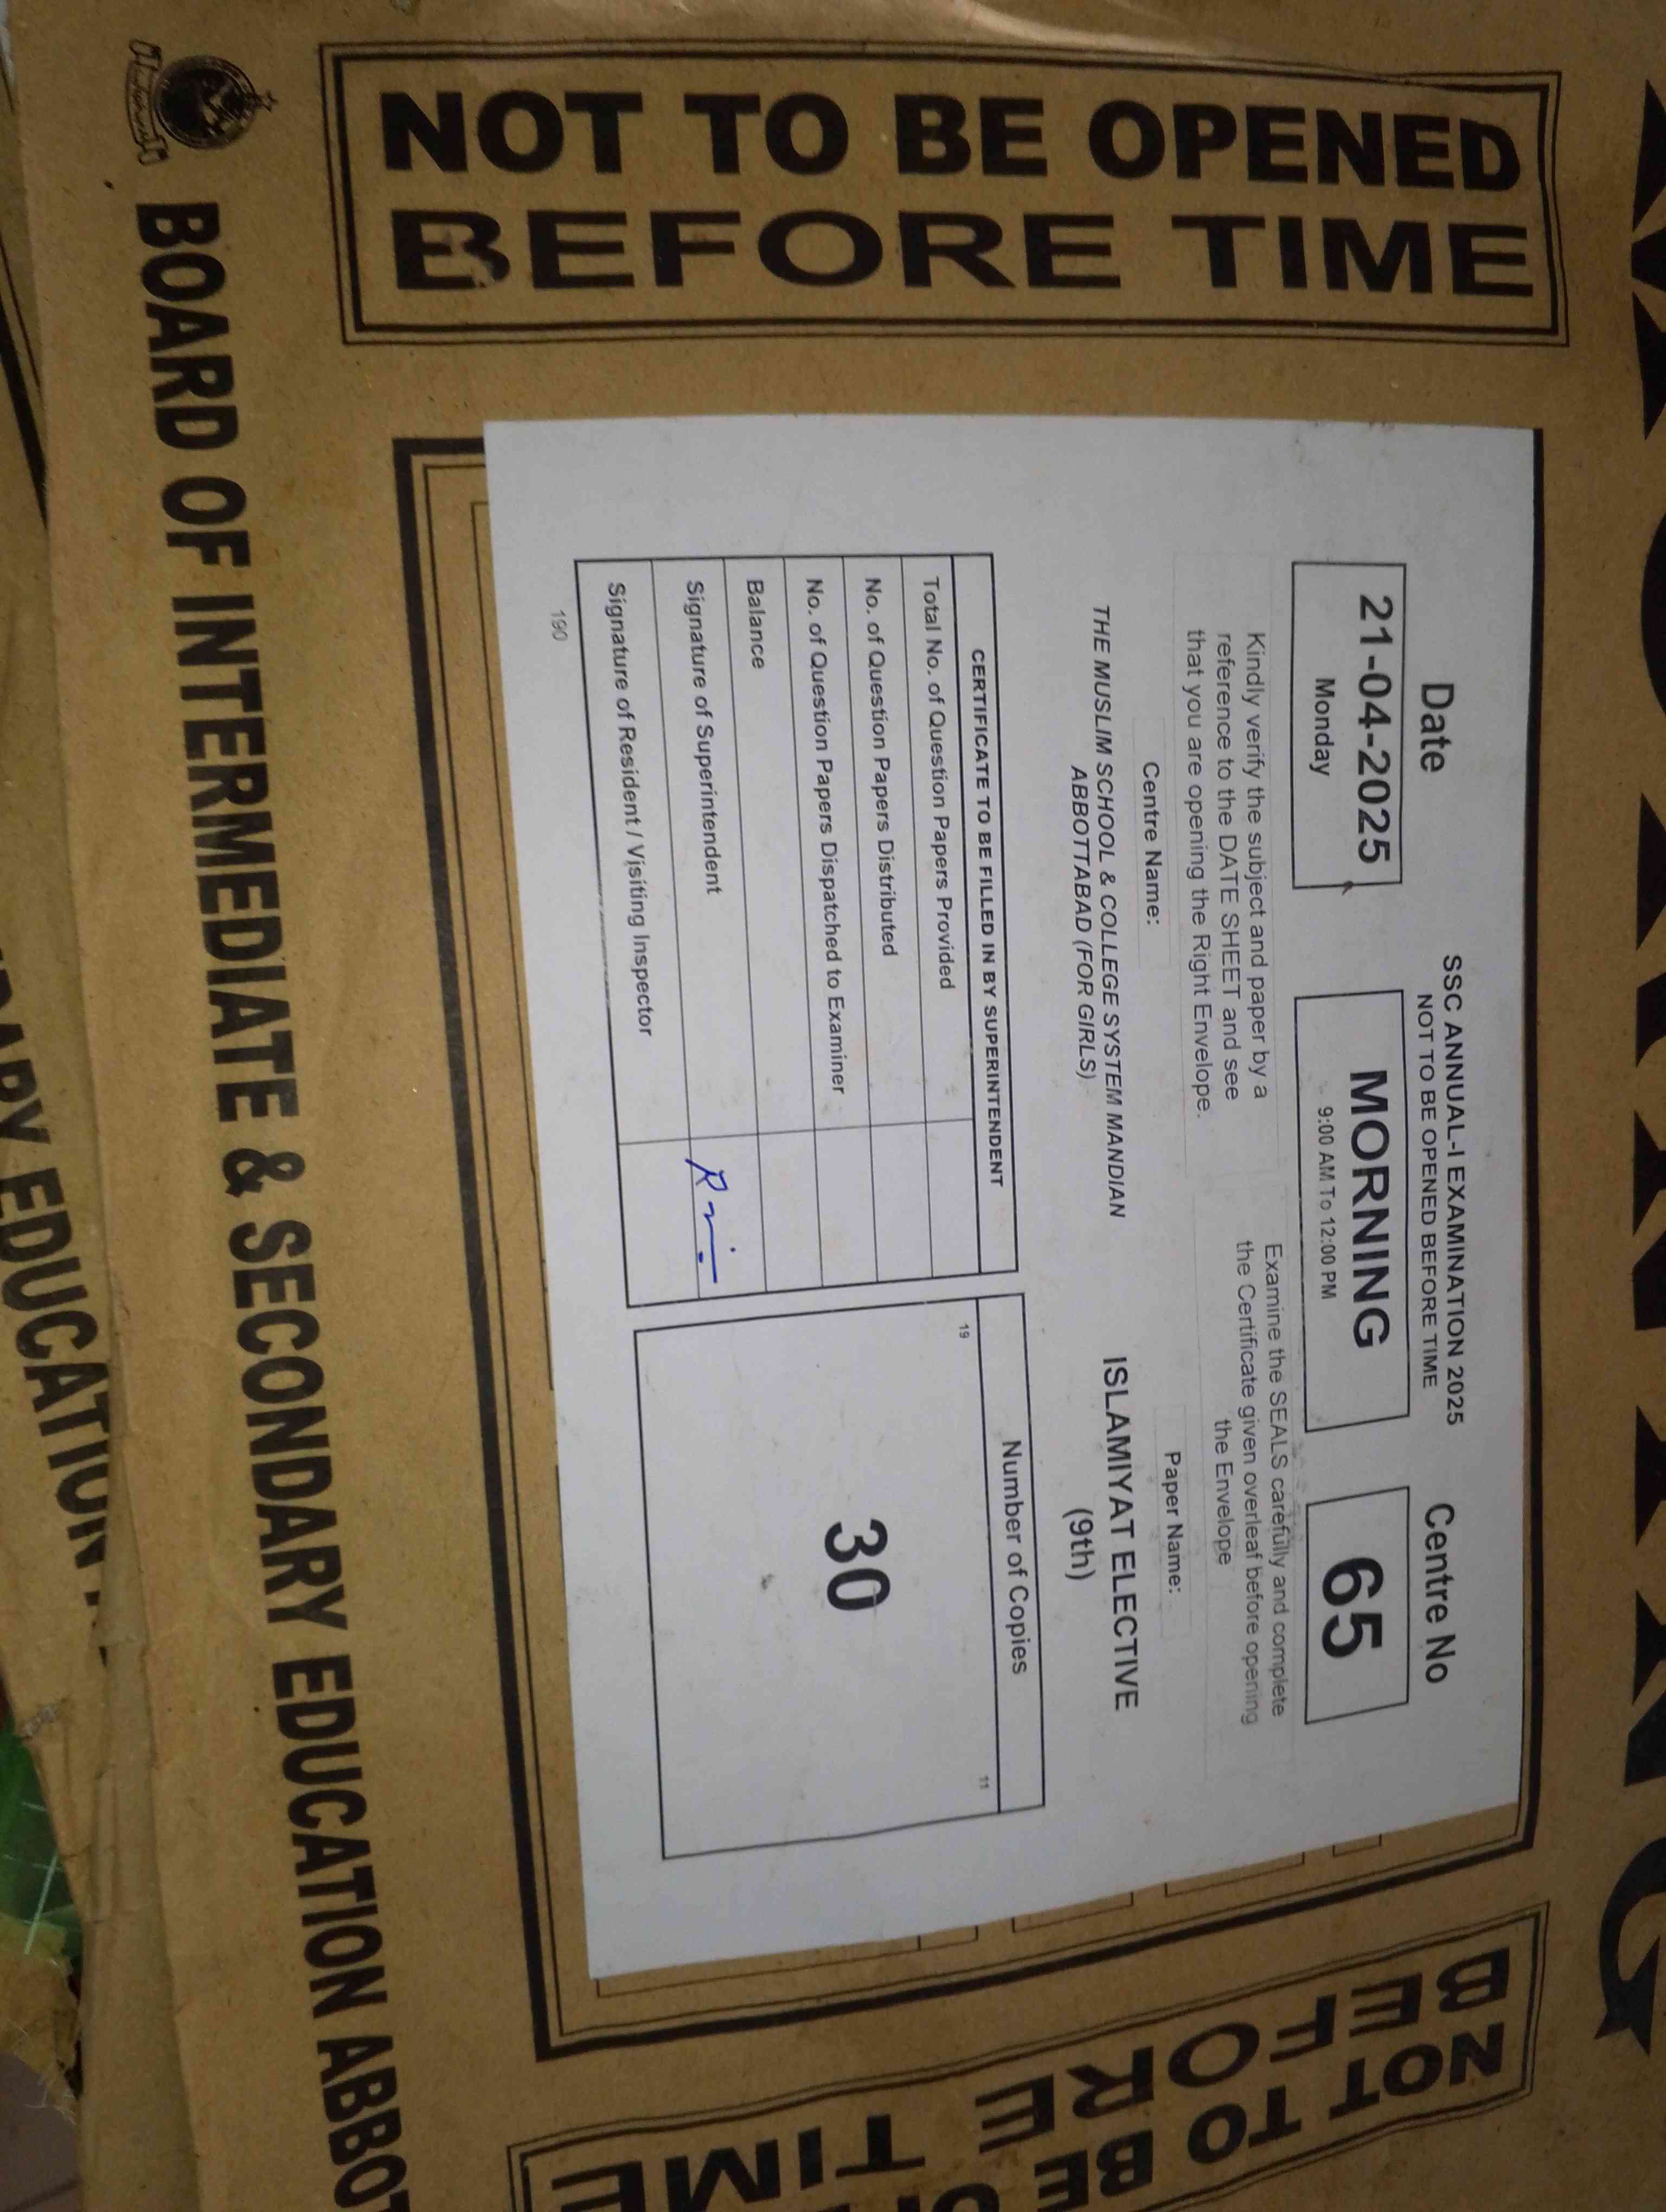 NOT TO BE OPENED
BEFORE TIME
SSC ANNUAL-I EXAMINATION 2025
NOT TO BE OPENED BEFORE TIME
Date
21-04-2025
Monday
MORNING
9:00 AM To 12:00 PM
Centre No
65
Kindly verify the subject and paper by a
reference to the DATE SHEET and see
that you are opening the Right Envelope.
Examine the SEALS carefully and complete
the Certificate given overleaf before opening
the Envelope
Centre Name:
THE MUSLIM SCHOOL & COLLEGE SYSTEM MANDIAN
ABBOTTABAD (FOR GIRLS)
Paper Name:
ISLAMIYAT ELECTIVE
(9th)
CERTIFICATE TO BE FILLED IN BY SUPERINTENDENT
Total No. of Question Papers Provided
No. of Question Papers Distributed
No. of Question Papers Dispatched to Examiner
Balance
Signature of Superintendent
Signature of Resident / Visiting Inspector
190
Number of Copies
19
11
30
NOT TO BE
BEFORE TIME
BOARD OF INTERMEDIATE & SECONDARY EDUCATION ABBOT
EDUCATION